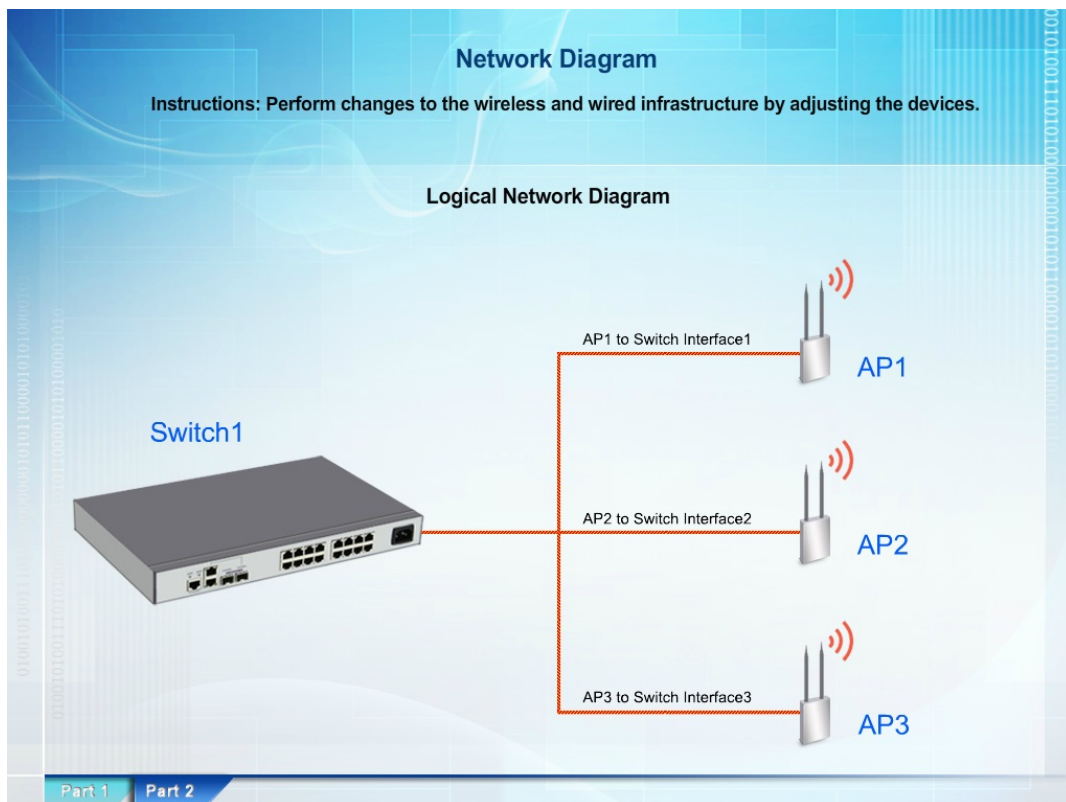 Network Diagram
Instructions: Perform changes to the wireless and wired infrastructure by adjusting the devices.
Logical Network Diagram
AP1 to Switch Interface1
AP1
Switch1
AP2 to Switch Interface2
AP2
AP3 to Switch Interface3
AP3
Part 1
Part 2